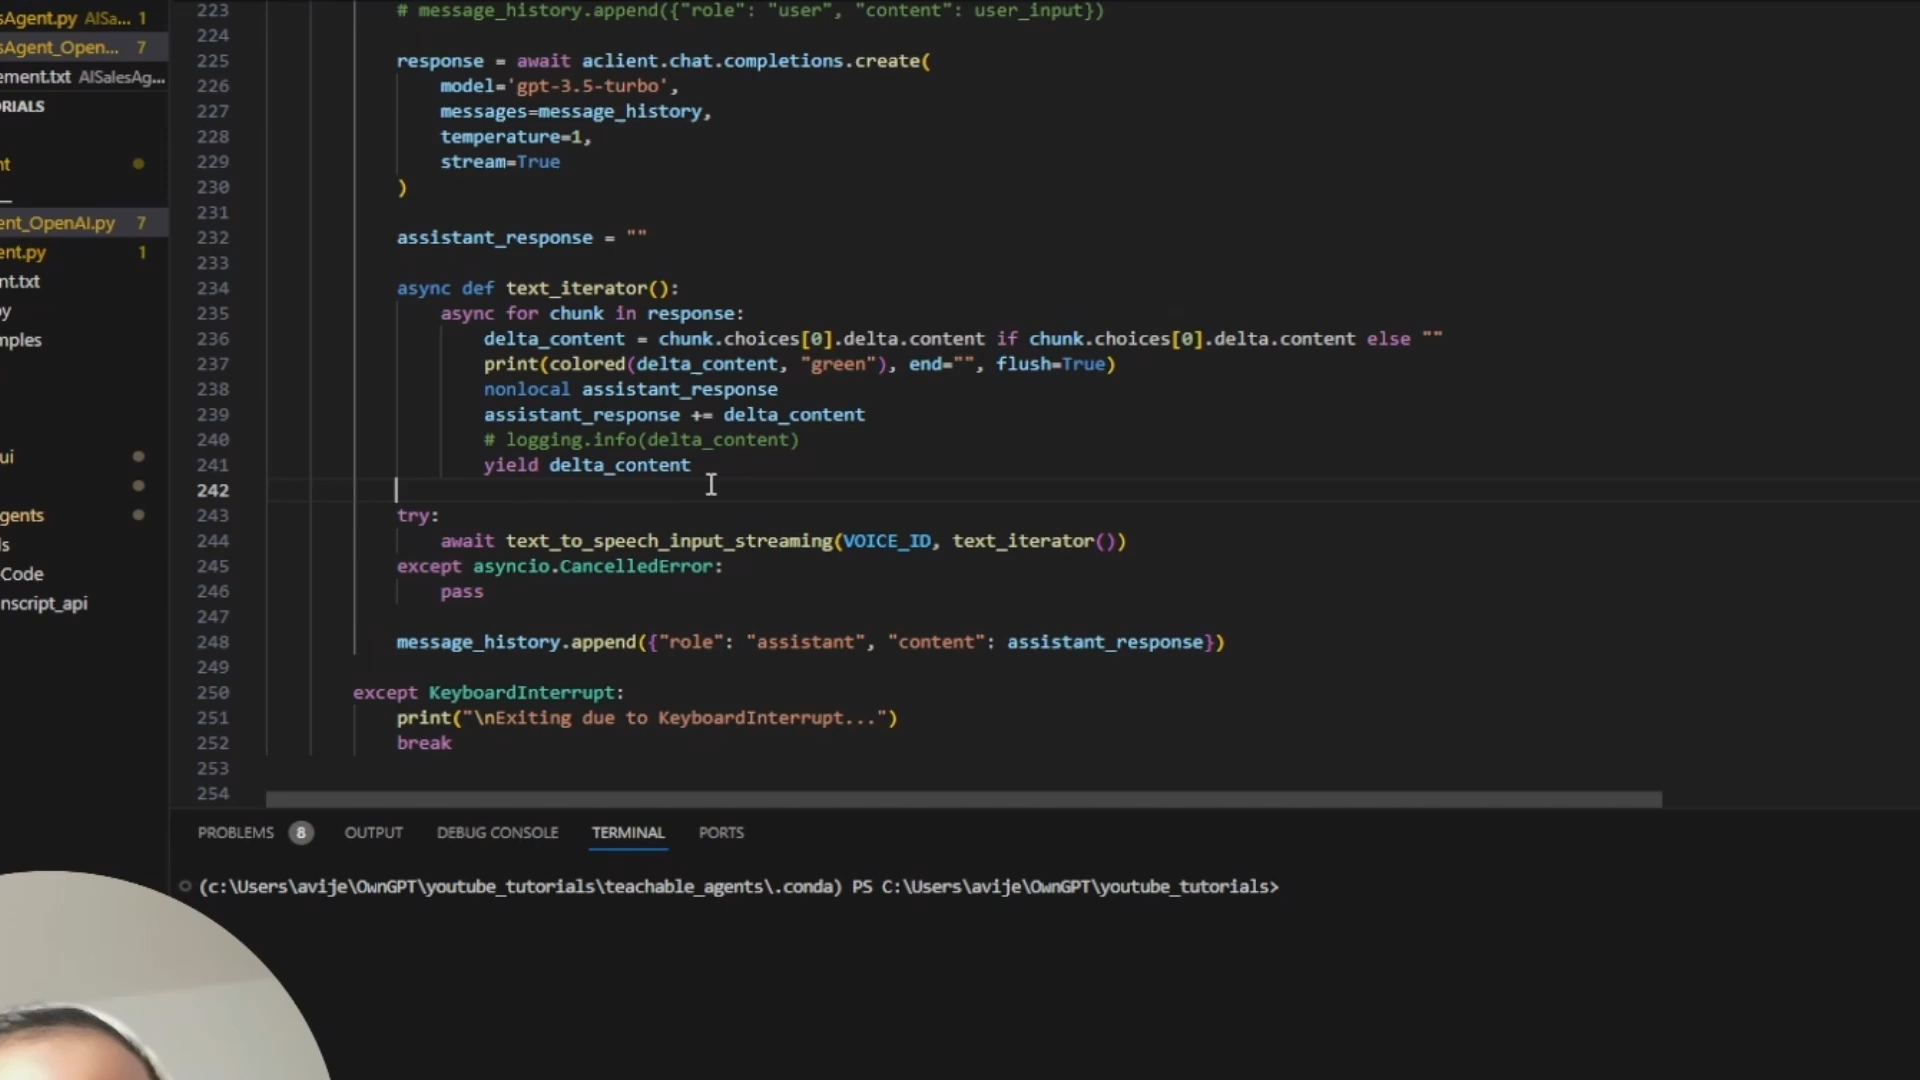 sAgent.py AISa... 1
sAgent_Open... 7
ement.txt AISalesAg...
ORIALS
nt
ent_OpenAI.py 7
ent.py 1
nt.txt
py
mples
ui
gents
ls
Code
nscript_api
223 # message_history.append({"role": "user", "content": user_input})
224
225 response = await aclient.chat.completions.create(
226 model='gpt-3.5-turbo',
227 messages=message_history,
228 temperature=1,
229 stream=True
230 )
231
232 assistant_response = ""
233
234 async def text_iterator():
235 async for chunk in response:
236 delta_content = chunk.choices[0].delta.content if chunk.choices[0].delta.content else ""
237 print(colored(delta_content, "green"), end="", flush=True)
238 nonlocal assistant_response
239 assistant_response += delta_content
240 # logging.info(delta_content)
241 yield delta_content
242
243 try:
244 await text_to_speech_input_streaming(VOICE_ID, text_iterator())
245 except asyncio.CancelledError:
246 pass
247
248 message_history.append({"role": "assistant", "content": assistant_response})
249
250 except KeyboardInterrupt:
251 print("\nExiting due to KeyboardInterrupt...")
252 break
253
254
PROBLEMS 8 OUTPUT DEBUG CONSOLE TERMINAL PORTS
(c:\Users\avije\OwnGPT\youtube_tutorials\teachable_agents\.conda) PS C:\Users\avije\OwnGPT\youtube_tutorials>